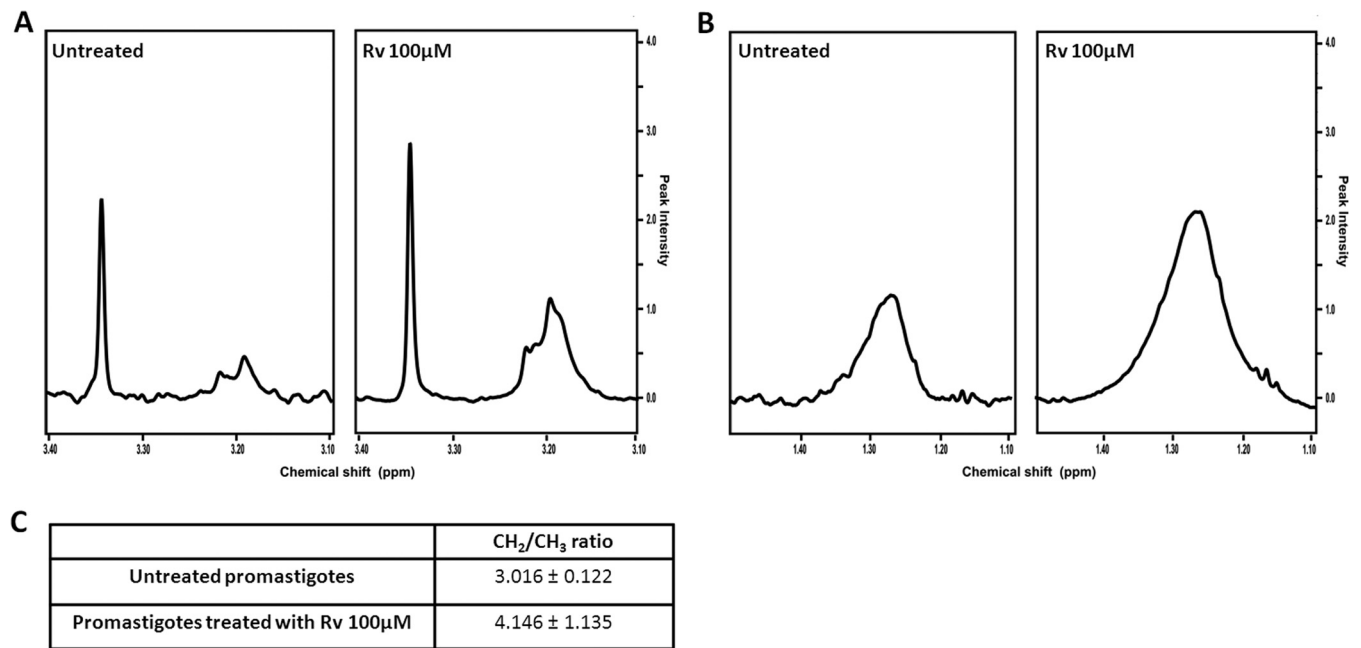 A
Untreated
Rv 100µM
4.0
3.0
2.0
1.0
0.0
Peak Intensity
3.40
3.30
3.20
3.10
3.40
3.30
3.20
3.10
Chemical shift (ppm)
B
Untreated
Rv 100µM
4.0
3.0
2.0
1.0
0.0
Peak Intensity
1.40
1.30
1.20
1.10
1.40
1.30
1.20
1.10
Chemical shift (ppm)
C
CH₂/CH₃ ratio
Untreated promastigotes 3.016 ± 0.122
Promastigotes treated with Rv 100µM 4.146 ± 1.135